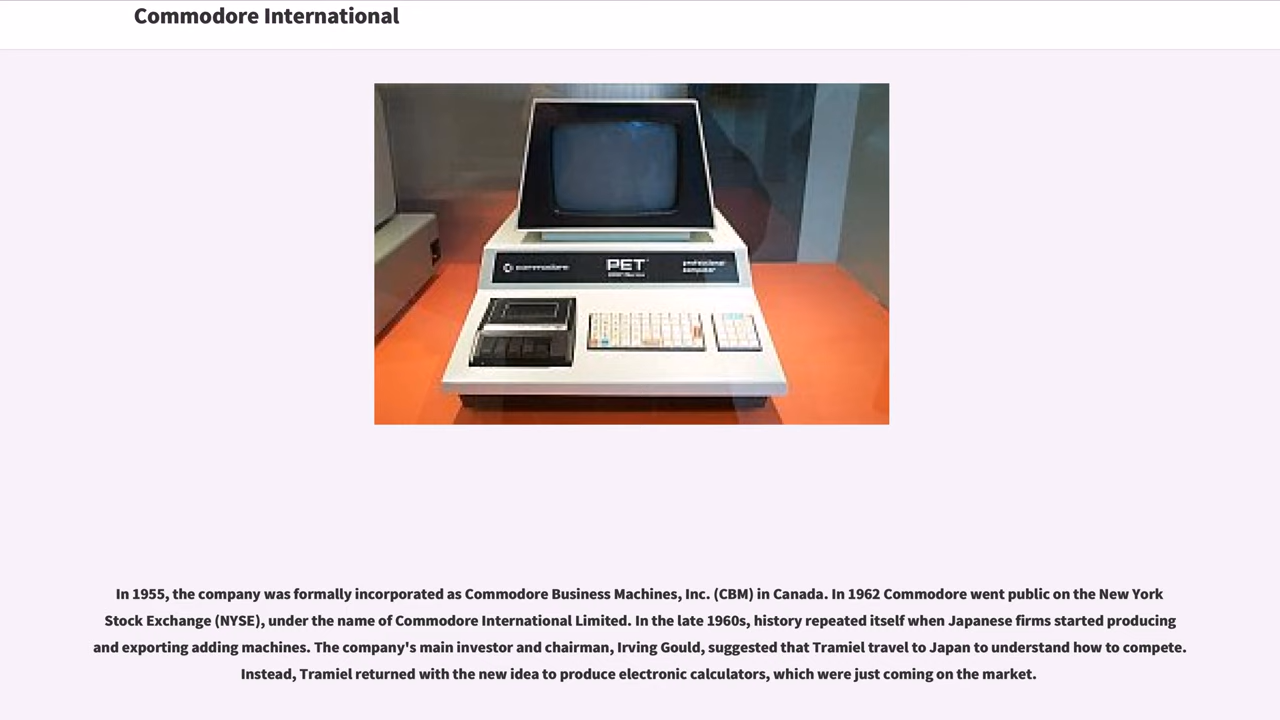 Commodore International
commodore
PET
professional
computer
In 1955, the company was formally incorporated as Commodore Business Machines, Inc. (CBM) in Canada. In 1962 Commodore went public on the New York
Stock Exchange (NYSE), under the name of Commodore International Limited. In the late 1960s, history repeated itself when Japanese firms started producing
and exporting adding machines. The company's main investor and chairman, Irving Gould, suggested that Tramiel travel to Japan to understand how to compete.
Instead, Tramiel returned with the new idea to produce electronic calculators, which were just coming on the market.